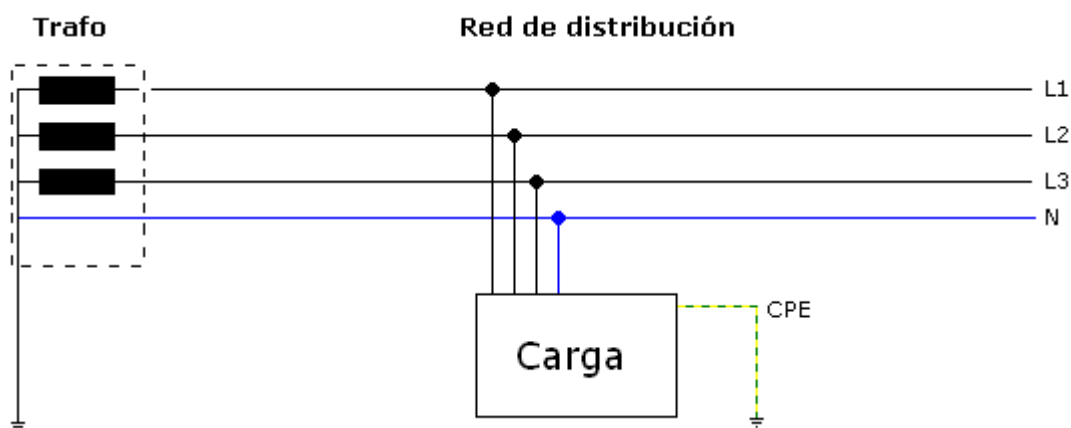 Trafo
Red de distribución
L1
L2
L3
N
CPE
Carga